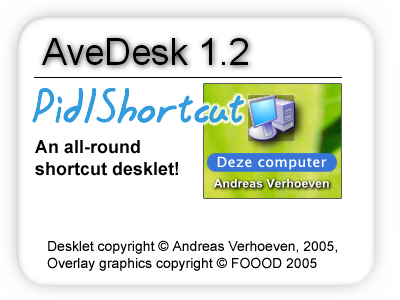 AveDesk 1.2
PidlShortcut
An all-round
shortcut desklet!
Deze computer
Andreas Verhoeven
Desklet copyright © Andreas Verhoeven, 2005,
Overlay graphics copyright © FOOOD 2005